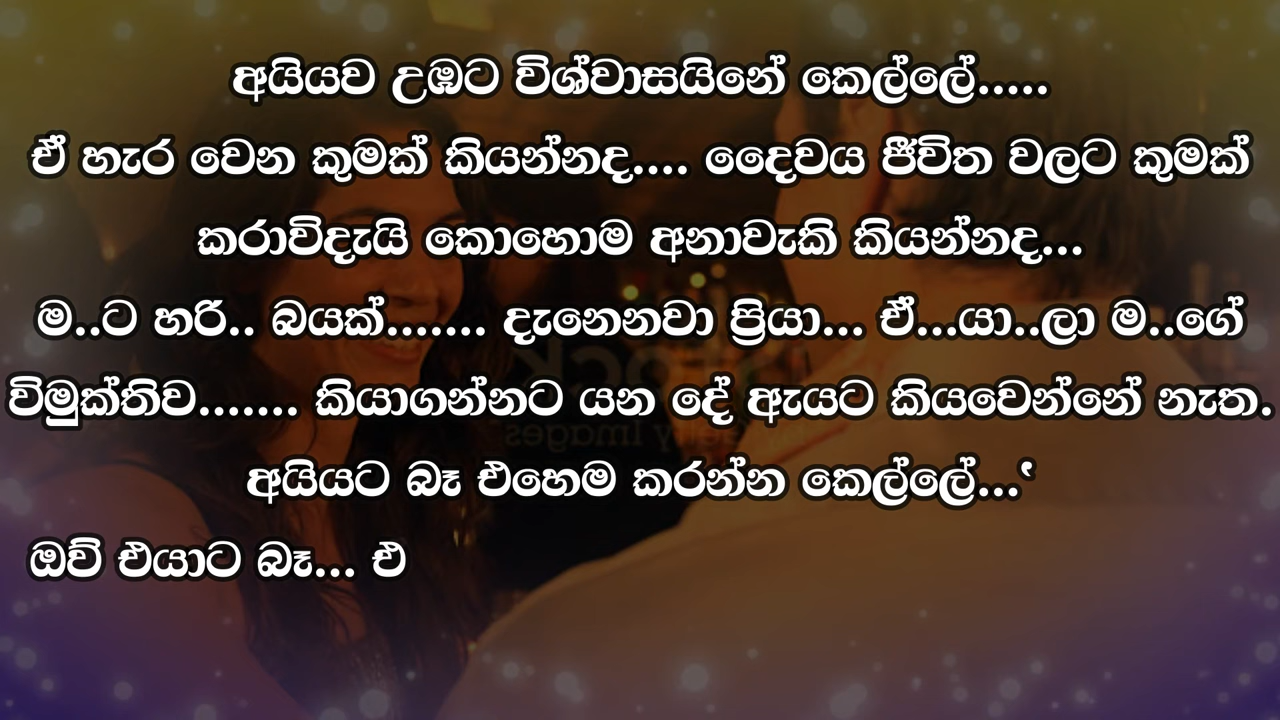 අයියව උඹට විශ්වාසයිනේ කෙල්ලේ.....
ඒ හැර වෙන කුමක් කියන්නද.... දෛවය ජීවිත වලට කුමක්
කරාවිදැයි කොහොම අනාවැකි කියන්නද...
ම..ට හරි.. බයක්....... දැනෙනවා ප්‍රියා... ඒ...යා..ලා ම..ගේ
විමුක්තිව....... කියාගන්නට යන දේ ඇයට කියවෙන්නේ නැත.
අයියට බෑ එහෙම කරන්න කෙල්ලේ...‛
ඔව් එයාට බෑ... එ